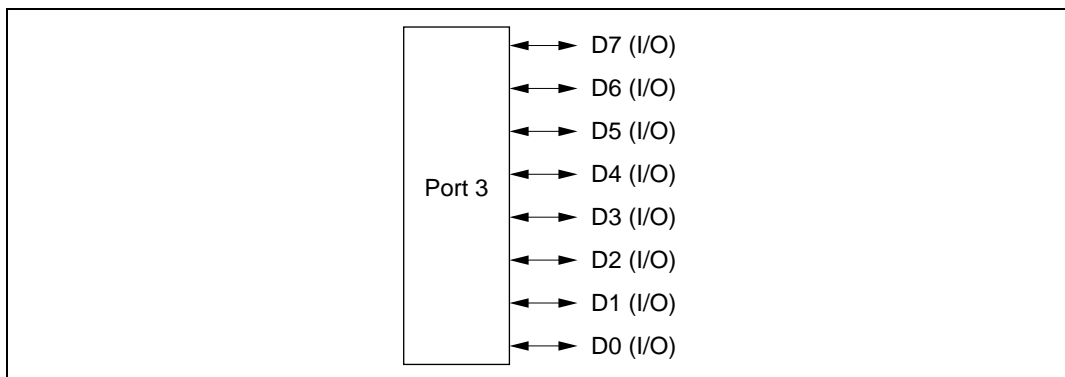 D7 (I/O)
D6 (I/O)
D5 (I/O)
D4 (I/O)
Port 3
D3 (I/O)
D2 (I/O)
D1 (I/O)
D0 (I/O)